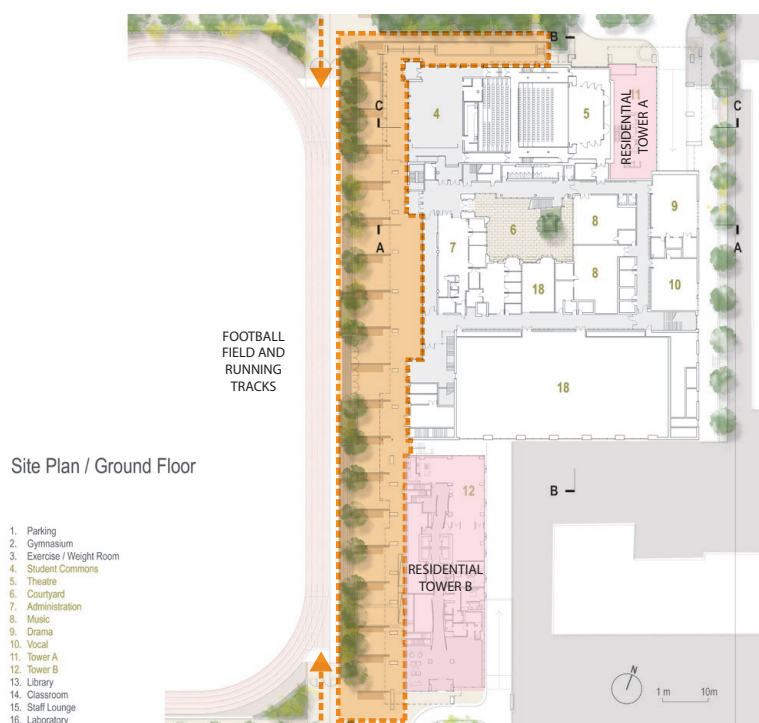 B
11
RESIDENTIAL
TOWER A
C
C
4
5
9
8
6
7
A
A
8
18
10
FOOTBALL
FIELD AND
RUNNING
TRACKS
18
Site Plan / Ground Floor
12
B
1. Parking
2. Gymnasium
3. Exercise / Weight Room
4. Student Commons
5. Theatre
6. Courtyard
7. Administration
8. Music
9. Drama
10. Vocal
11. Tower A
12. Tower B
13. Library
14. Classroom
15. Staff Lounge
16. Laboratory
RESIDENTIAL
TOWER B
N
1 m 10m